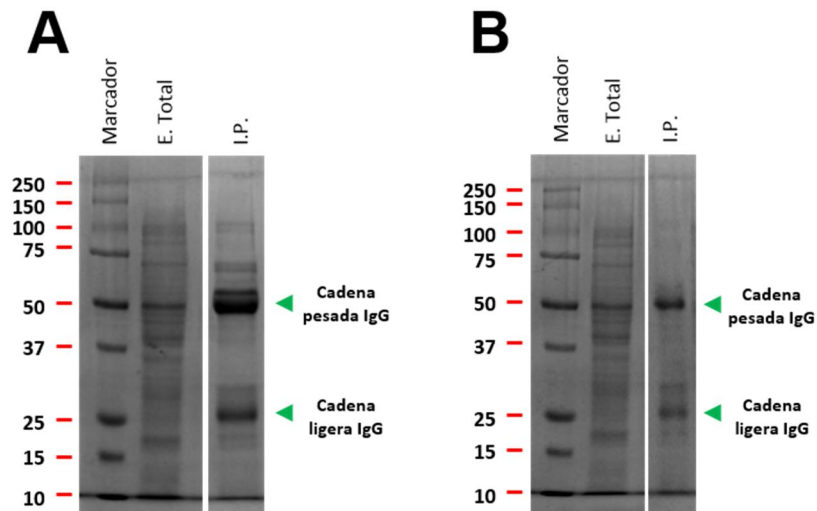 A
Marcador
E. Total
I.P.
250
150
100
75
50
37
25
15
10
Cadena
pesada IgG
Cadena
ligera IgG
B
Marcador
E. Total
I.P.
250
150
100
75
50
37
25
15
10
Cadena
pesada IgG
Cadena
ligera IgG